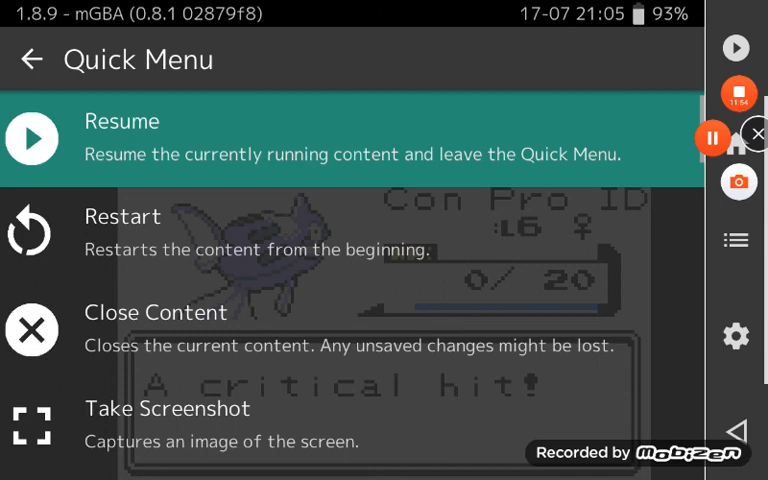 1.8.9 - mGBA (0.8.1 02879f8)
17-07 21:05 93%
Quick Menu
11:54
Resume
Resume the currently running content and leave the Quick Menu.
Con Pro ID
:L6 ♀
Restart
Restarts the content from the beginning.
0/ 20
Close Content
Closes the current content. Any unsaved changes might be lost.
A critical hit!
Take Screenshot
Captures an image of the screen.
Recorded by Mobizen